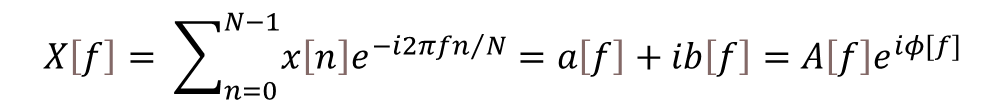 X[f] = ∑_{n=0}^{N−1} x[n]e^{−i2πfn/N} = a[f] + ib[f] = A[f]e^{iϕ[f]}